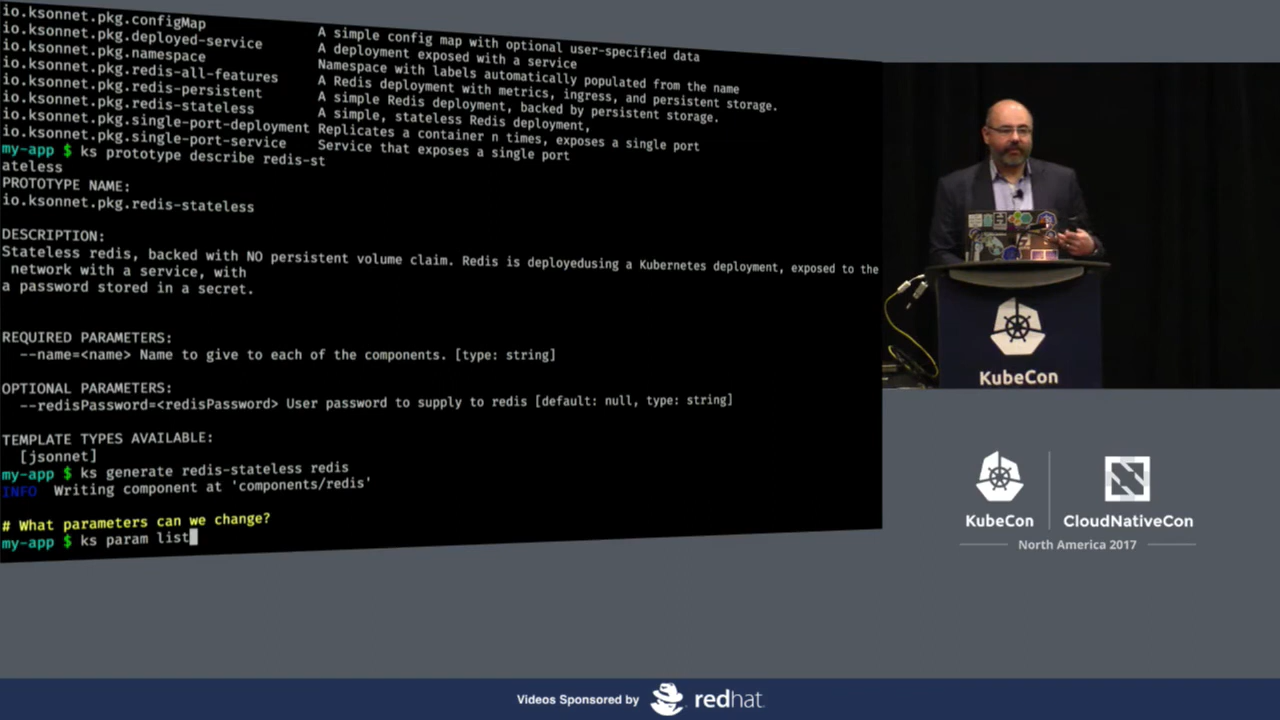 io.ksonnet.pkg.configMap A simple config map with optional user-specified data
io.ksonnet.pkg.deployed-service A deployment exposed with a service
io.ksonnet.pkg.namespace Namespace with labels automatically populated from the name
io.ksonnet.pkg.redis-all-features A Redis deployment with metrics, ingress, and persistent storage.
io.ksonnet.pkg.redis-persistent A simple Redis deployment, backed by persistent storage.
io.ksonnet.pkg.redis-stateless A simple, stateless Redis deployment,
io.ksonnet.pkg.single-port-deployment Replicates a container n times, exposes a single port
io.ksonnet.pkg.single-port-service Service that exposes a single port
my-app $ ks prototype describe redis-st
ateless
PROTOTYPE NAME:
io.ksonnet.pkg.redis-stateless
DESCRIPTION:
Stateless redis, backed with NO persistent volume claim. Redis is deployedusing a Kubernetes deployment, exposed to the
network with a service, with
a password stored in a secret.
REQUIRED PARAMETERS:
--name=<name> Name to give to each of the components. [type: string]
OPTIONAL PARAMETERS:
--redisPassword=<redisPassword> User password to supply to redis [default: null, type: string]
TEMPLATE TYPES AVAILABLE:
[jsonnet]
my-app $ ks generate redis-stateless redis
INFO Writing component at 'components/redis'
# What parameters can we change?
my-app $ ks param list
KubeCon
KubeCon
CloudNativeCon
North America 2017
Videos Sponsored by
redhat